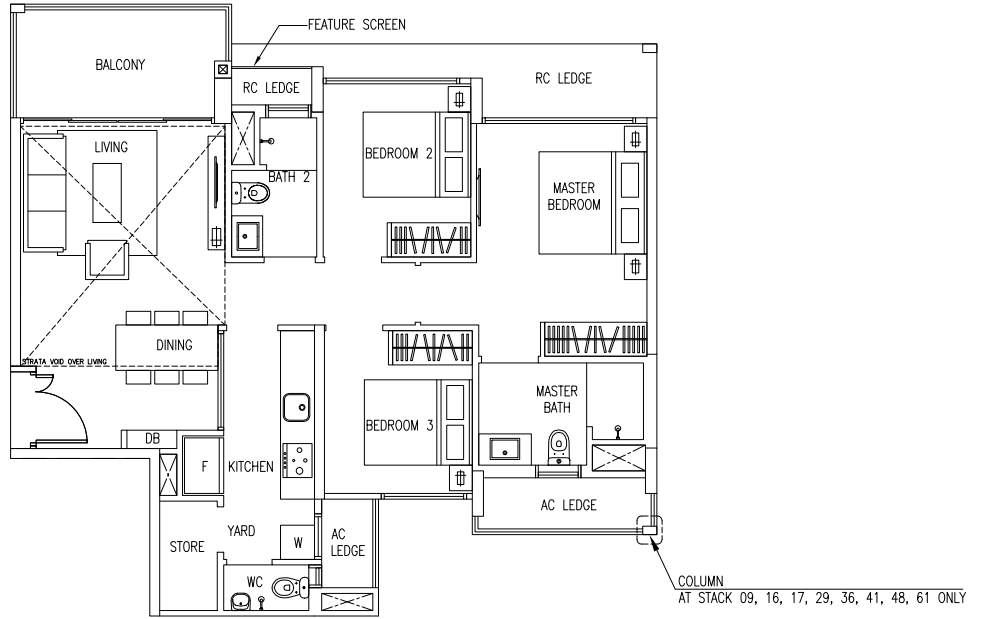 FEATURE SCREEN
BALCONY
RC LEDGE
RC LEDGE
LIVING
BEDROOM 2
BATH 2
MASTER
BEDROOM
DINING
STRATA VOID OVER LIVING
MASTER
BATH
BEDROOM 3
DB
F
KITCHEN
AC LEDGE
YARD
W
AC
LEDGE
STORE
WC
COLUMN
AT STACK 09, 16, 17, 29, 36, 41, 48, 61 ONLY